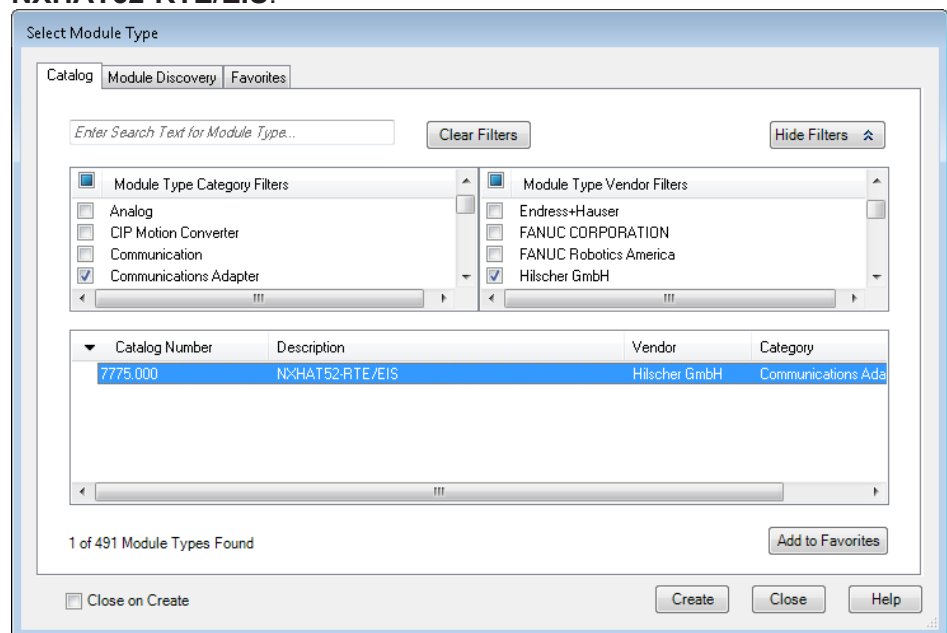 NXHAT52-RTE/EIS.
Select Module Type
Catalog Module Discovery Favorites
Enter Search Text for Module Type...
Clear Filters
Hide Filters
Module Type Category Filters
Analog
CIP Motion Converter
Communication
Communications Adapter
Module Type Vendor Filters
Endress+Hauser
FANUC CORPORATION
FANUC Robotics America
Hilscher GmbH
Catalog Number Description Vendor Category
7775.000 NXHAT52-RTE/EIS Hilscher GmbH Communications Ada
1 of 491 Module Types Found
Add to Favorites
Close on Create
Create Close Help